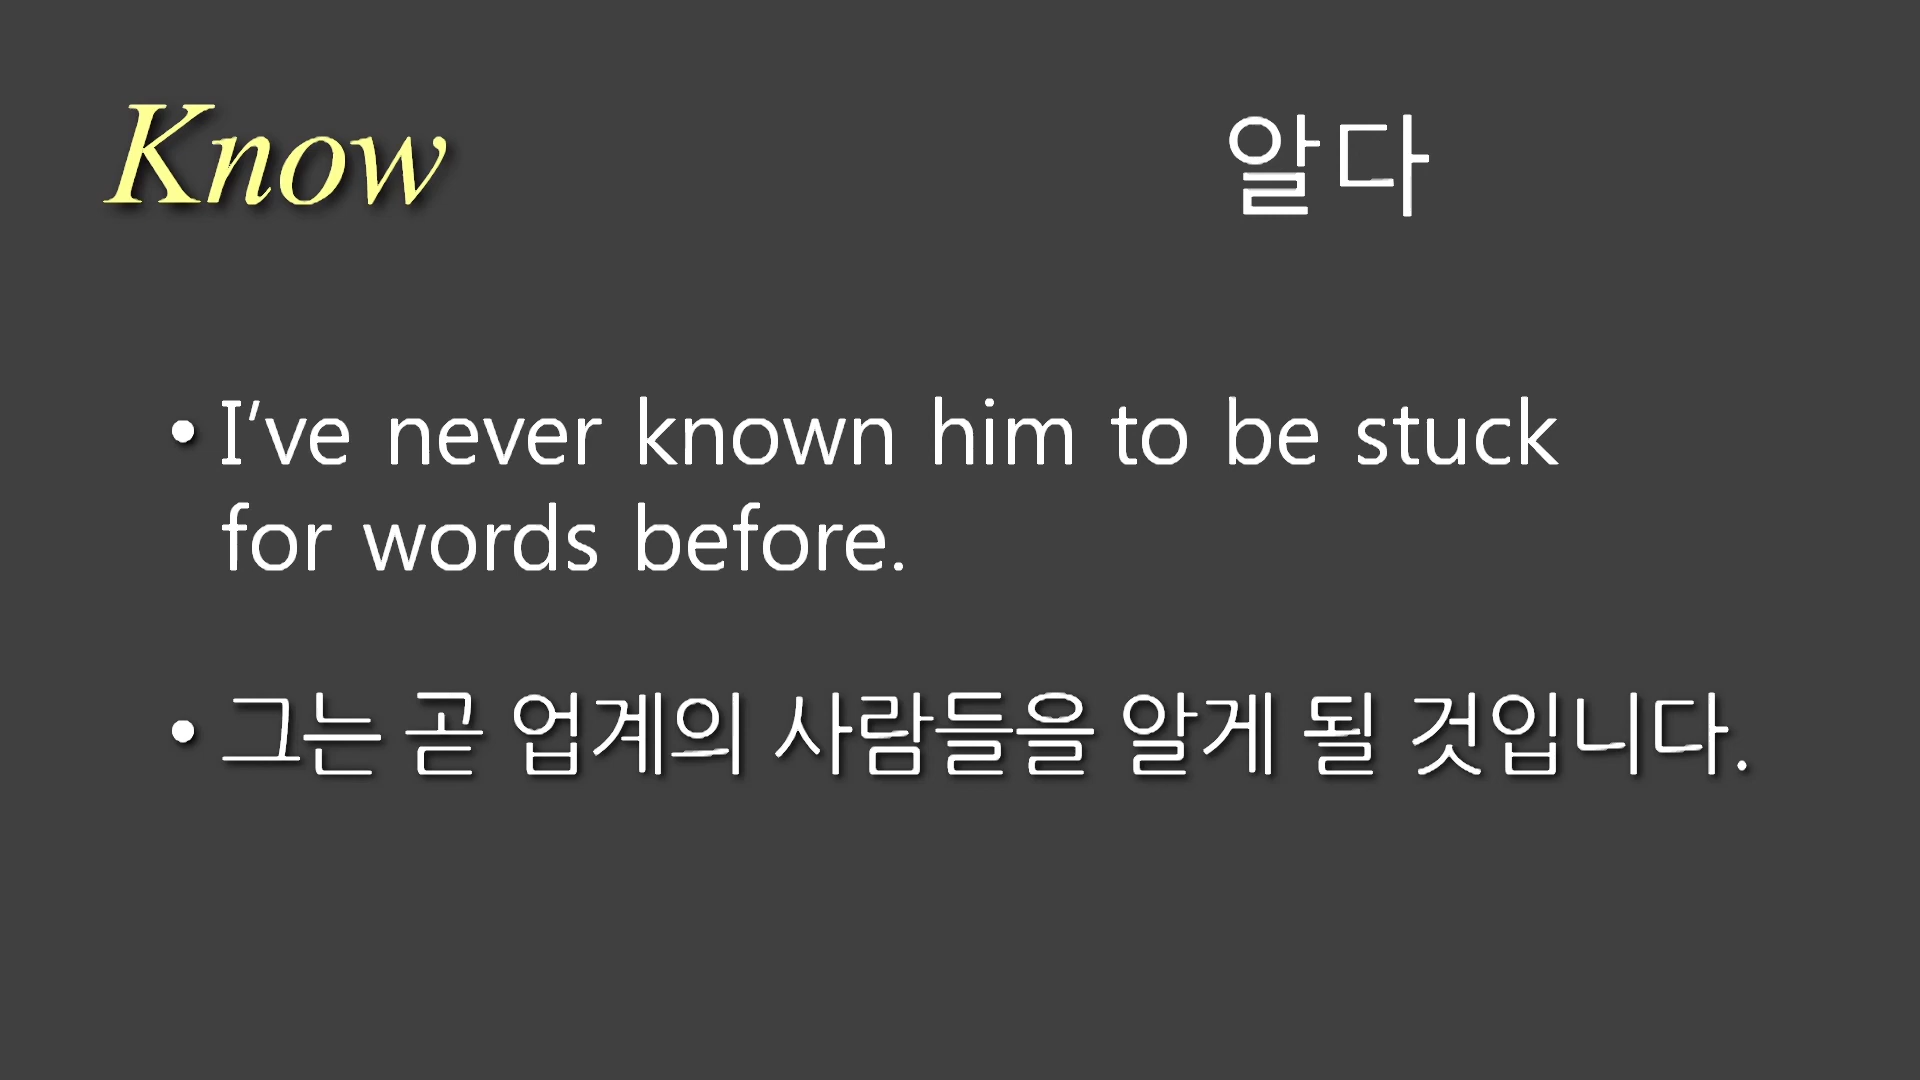 Know
알다
• I’ve never known him to be stuck
for words before.
• 그는 곧 업계의 사람들을 알게 될 것입니다.